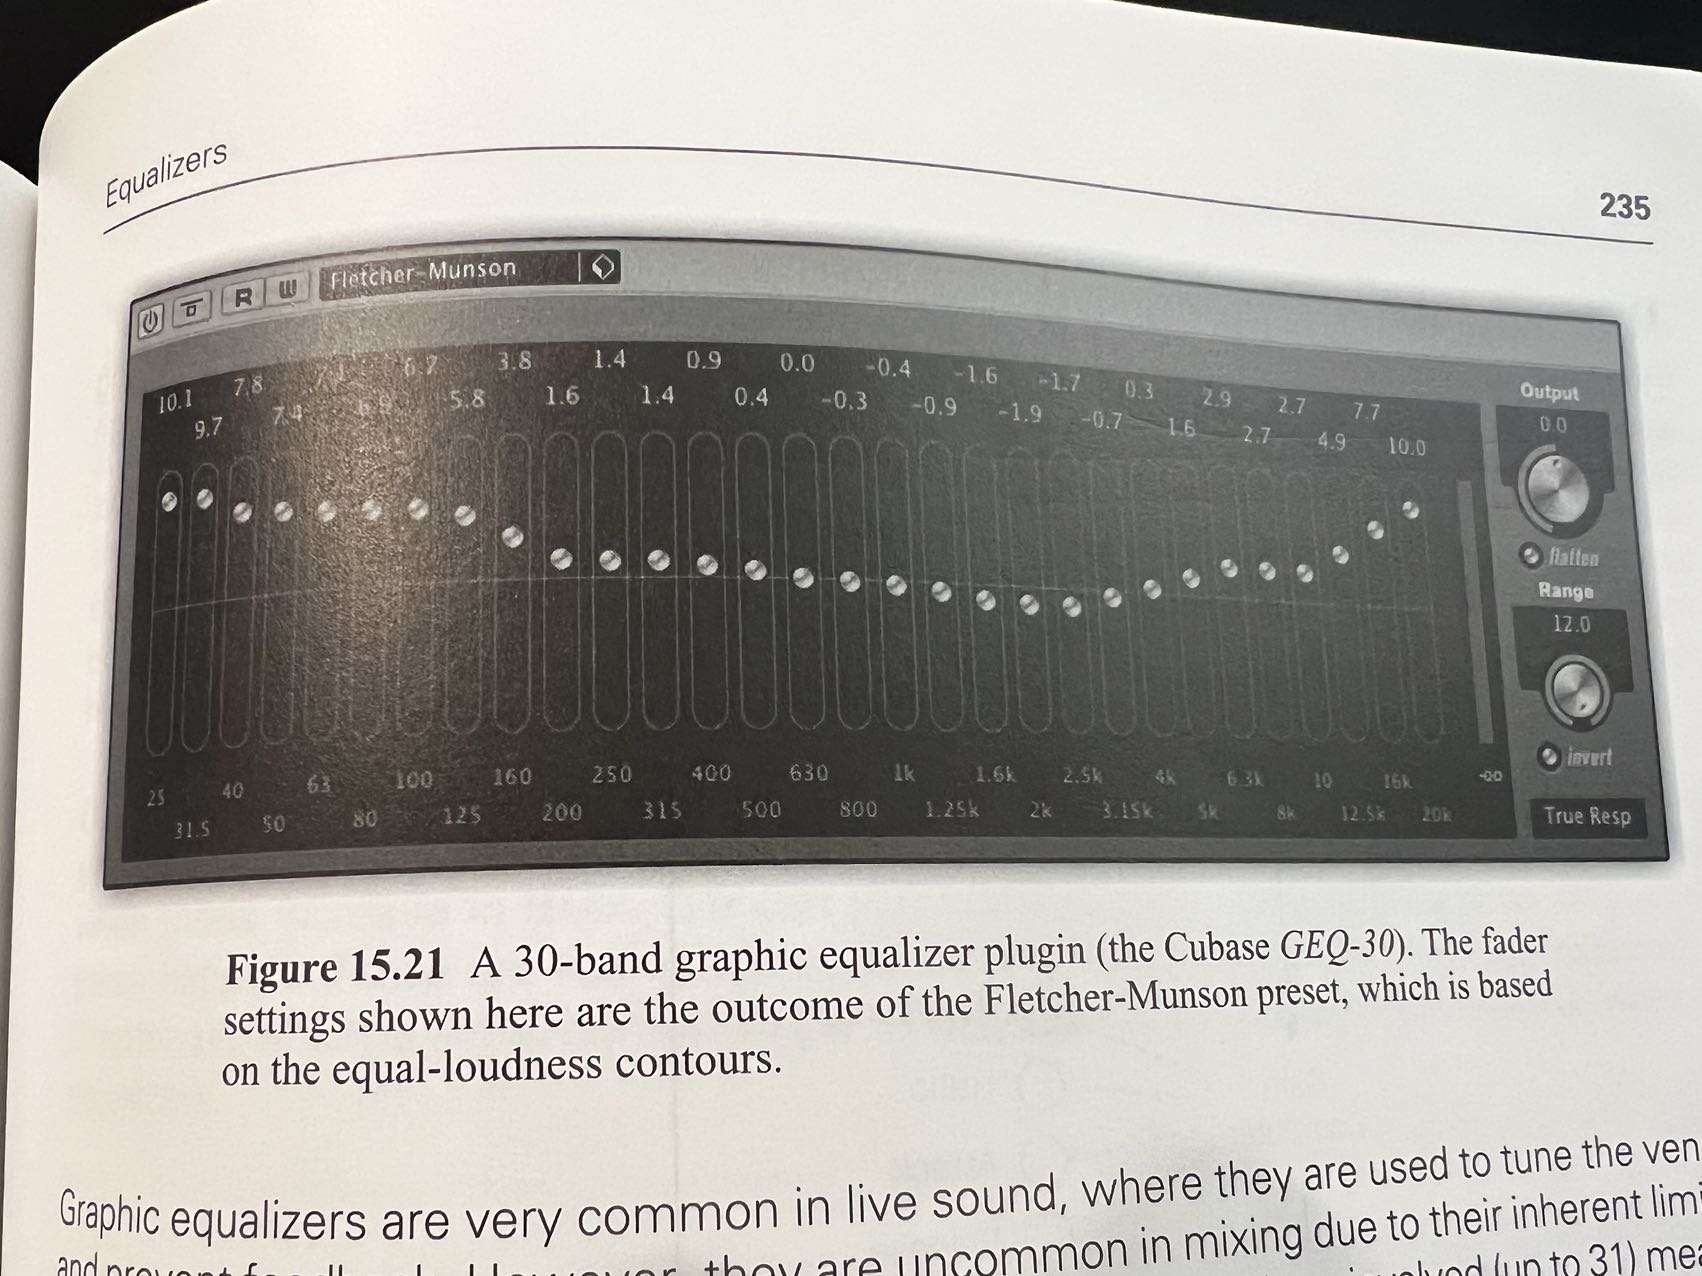 Equalizers
235
R W Fletcher-Munson
10.1 7.8 6.7 3.8 1.4 0.9 0.0 -0.4 -1.6 -1.7 0.3 2.9 2.7 7.7
9.7 7.4 5.8 1.6 1.4 0.4 -0.3 -0.9 -1.9 -0.7 1.6 2.7 4.9 10.0
Output
0.0
flatten
Range
12.0
invert
True Resp
25 40 63 100 160 250 400 630 1k 1.6k 2.5k 4k 6.3k 10 16k -oo
31.5 50 80 125 200 315 500 800 1.25k 2k 3.15k 5k 8k 12.5k 20k
Figure 15.21 A 30-band graphic equalizer plugin (the Cubase GEQ-30). The fader
settings shown here are the outcome of the Fletcher-Munson preset, which is based
on the equal-loudness contours.
Graphic equalizers are very common in live sound, where they are used to tune the ven
and prevent feedback. However, they are uncommon in mixing due to their inherent limi
(up to 31) mea